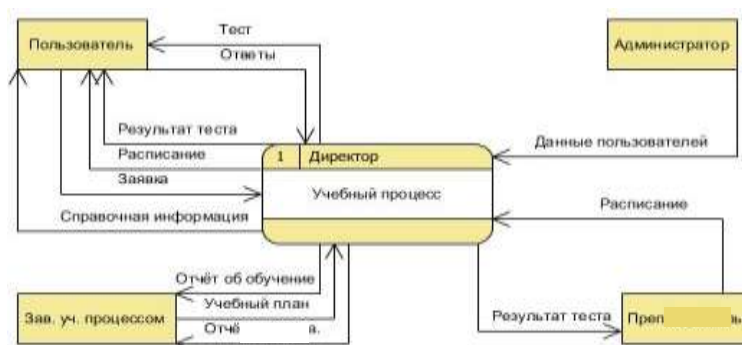 Тест
Пользователь
Администратор
Ответы
Результат теста
Данные пользователей
Расписание
1 Директор
Заявка
Учебный процесс
Расписание
Справочная информация
Отчёт об обучение
Учебный план
Зав. уч. процессом
Результат теста